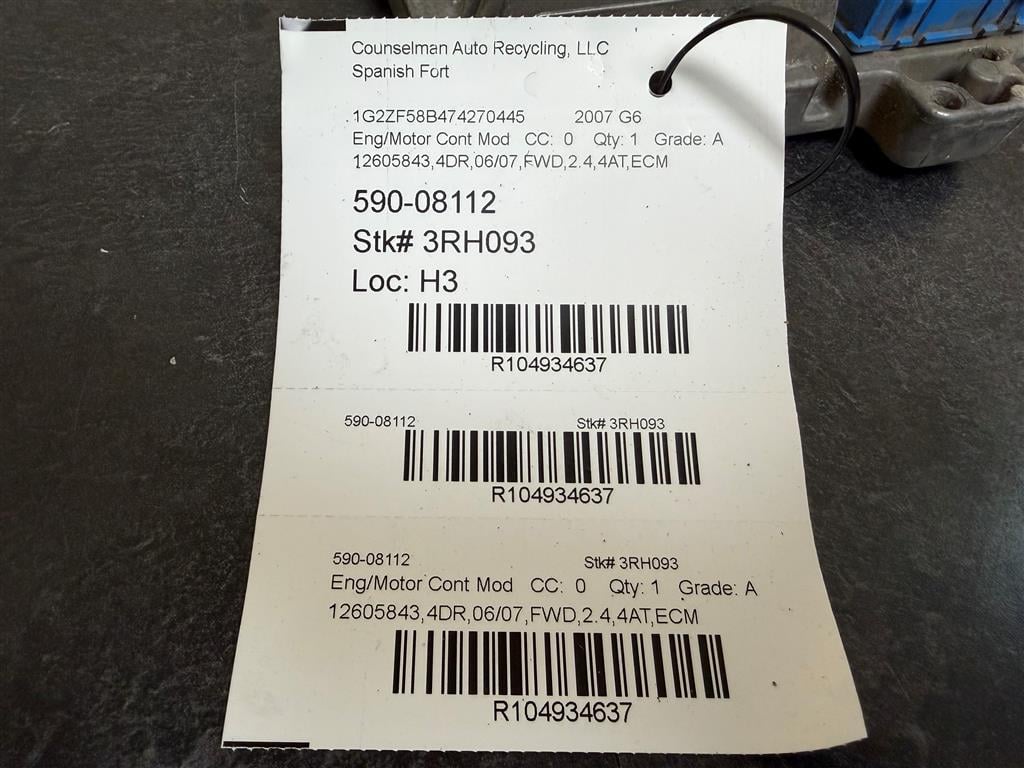 Counselman Auto Recycling, LLC
Spanish Fort
1G2ZF58B474270445 2007 G6
Eng/Motor Cont Mod CC: 0 Qty: 1 Grade: A
12605843,4DR,06/07,FWD,2.4,4AT,ECM
590-08112
Stk# 3RH093
Loc: H3
R104934637
590-08112 Stk# 3RH093
R104934637
590-08112 Stk# 3RH093
Eng/Motor Cont Mod CC: 0 Qty: 1 Grade: A
12605843,4DR,06/07,FWD,2.4,4AT,ECM
R104934637